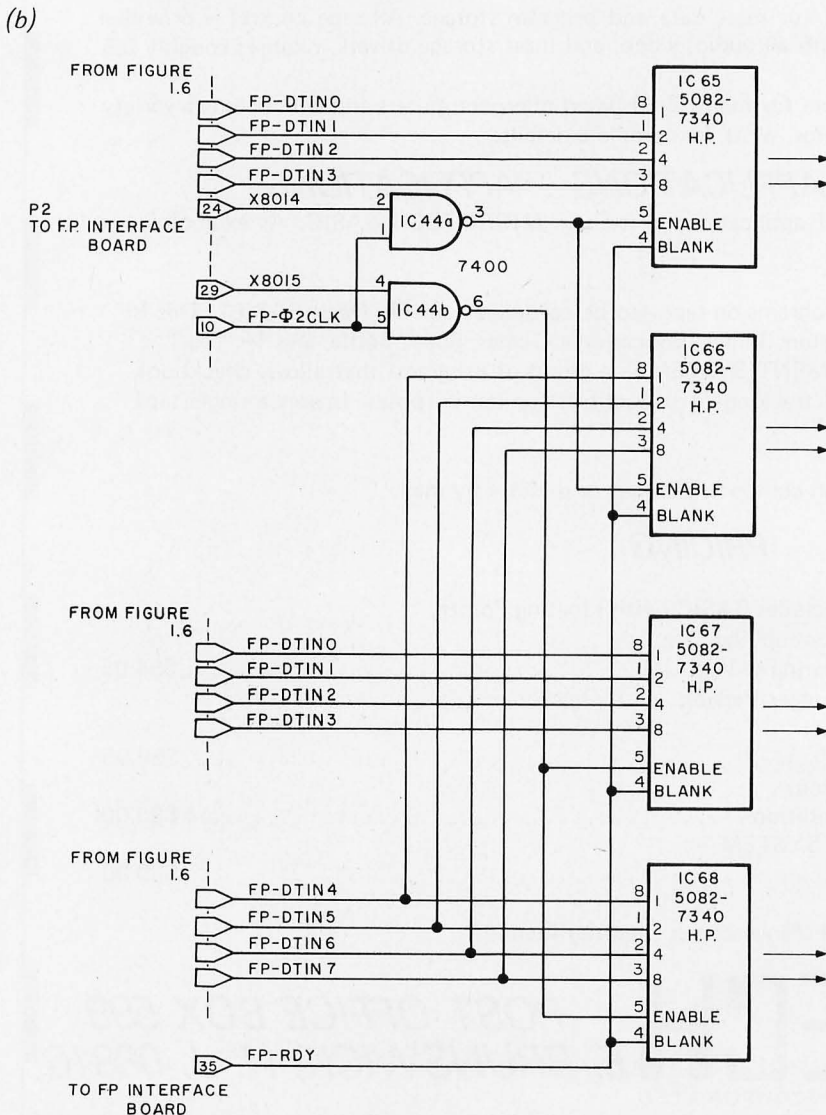 (b)
FROM FIGURE
1.6
FP-DTIN0
FP-DTIN1
FP-DTIN2
FP-DTIN3
24 X8014
P2
TO F.P. INTERFACE
BOARD
29 X8015
10 FP-Φ2CLK
2
1
IC44a
3
7400
4
5
IC44b
6
IC65
5082-
7340
H.P.
8 1
1 2
2 4
3 8
5 ENABLE
4 BLANK
IC66
5082-
7340
H.P.
8 1
1 2
2 4
3 8
5 ENABLE
4 BLANK
FROM FIGURE
1.6
FP-DTIN0
FP-DTIN1
FP-DTIN2
FP-DTIN3
IC67
5082-
7340
H.P.
8 1
1 2
2 4
3 8
5 ENABLE
4 BLANK
FROM FIGURE
1.6
FP-DTIN4
FP-DTIN5
FP-DTIN6
FP-DTIN7
IC68
5082-
7340
H.P.
8 1
1 2
2 4
3 8
5 ENABLE
4 BLANK
35 FP-RDY
TO FP INTERFACE
BOARD